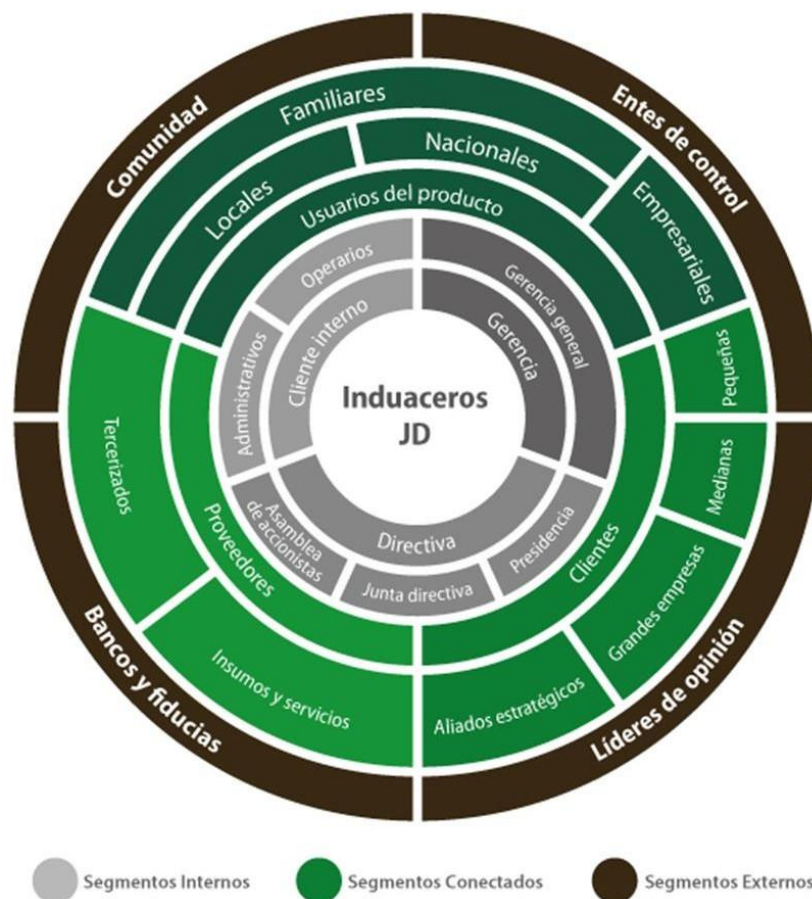 Comunidad
Entes de control
Familiares
Locales
Nacionales
Empresariales
Usuarios del producto
Operarios
Gerencia general
Administrativos
Cliente interno
Gerencia
Pequeñas
Induaceros
JD
Tercerizados
Medianas
Proveedores
Asamblea
de accionistas
Directiva
Presidencia
Clientes
Junta directiva
Grandes empresas
Insumos y servicios
Aliados estratégicos
Bancos y fiducias
Líderes de opinión
Segmentos Internos
Segmentos Conectados
Segmentos Externos